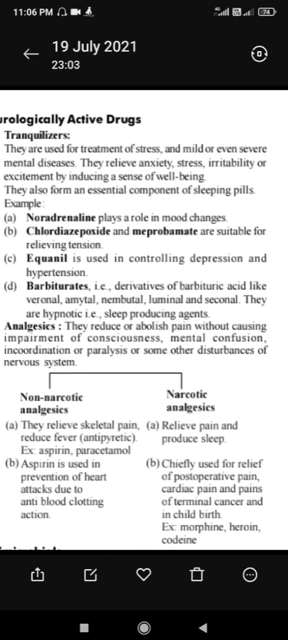 11:06 PM
4G
74
19 July 2021
23:03
urologically Active Drugs
Tranquilizers:
They are used for treatment of stress, and mild or even severe
mental diseases. They relieve anxiety, stress, irritability or
excitement by inducing a sense of well-being.
They also form an essential component of sleeping pills.
Example:
(a) Noradrenaline plays a role in mood changes.
(b) Chlordiazepoxide and meprobamate are suitable for
relieving tension.
(c) Equanil is used in controlling depression and
hypertension.
(d) Barbiturates, i.e., derivatives of barbituric acid like
veronal, amytal, nembutal, luminal and seconal. They
are hypnotic i.e., sleep producing agents.
Analgesics : They reduce or abolish pain without causing
impairment of consciousness, mental confusion,
incoordination or paralysis or some other disturbances of
nervous system.
Non-narcotic
analgesics
(a) They relieve skeletal pain,
reduce fever (antipyretic).
Ex: aspirin, paracetamol
(b) Aspirin is used in
prevention of heart
attacks due to
anti blood clotting
action.
Narcotic
analgesics
(a) Relieve pain and
produce sleep.
(b) Chiefly used for relief
of postoperative pain,
cardiac pain and pains
of terminal cancer and
in child birth.
Ex: morphine, heroin,
codeine